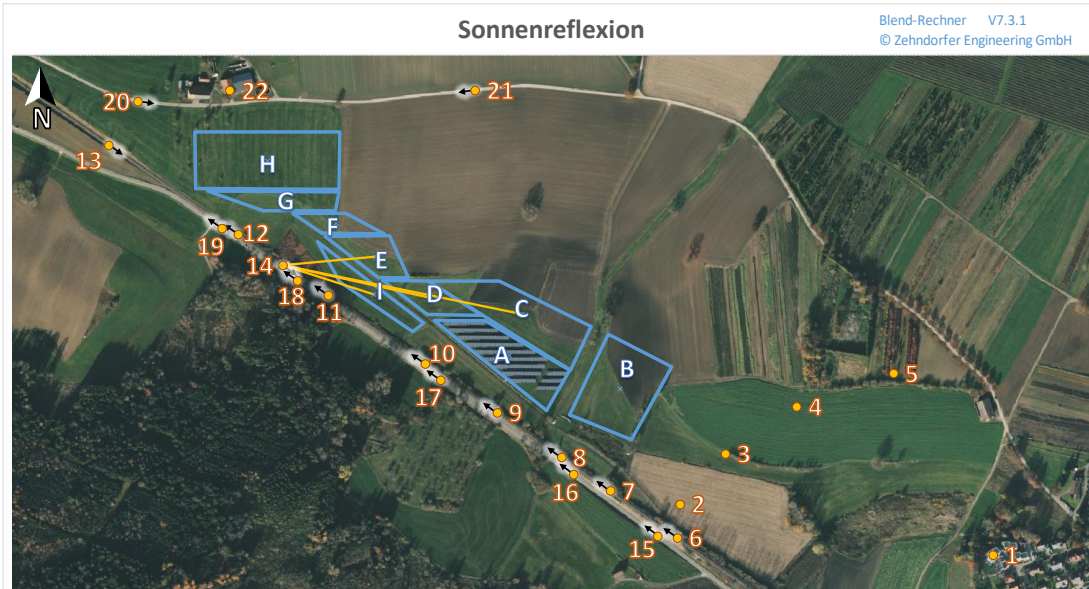 Sonnenreflexion
Blend-Rechner V7.3.1
© Zehndorfer Engineering GmbH
N
20
22
21
13
H
G
F
19
12
E
14
18
I
D
C
11
A
B
10
17
5
9
4
8
3
16
7
2
15
6
1